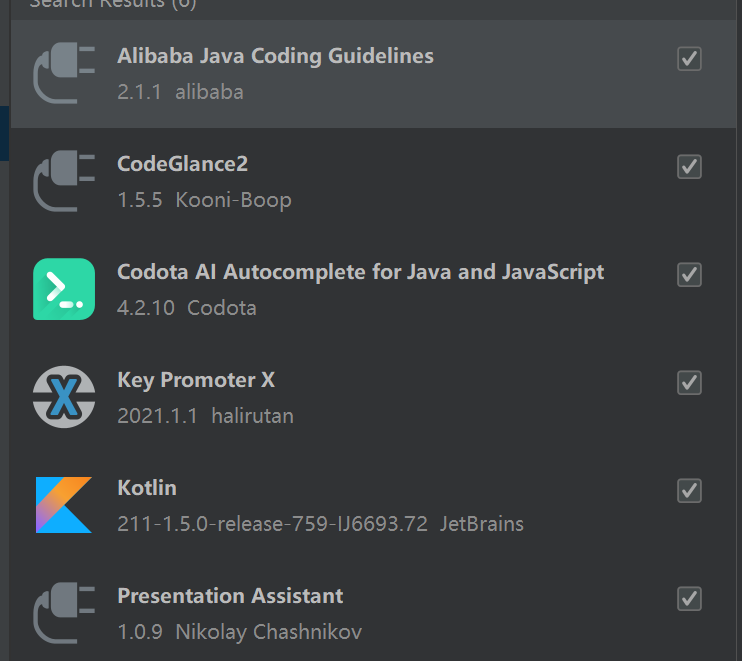 Search Results (6)
Alibaba Java Coding Guidelines
2.1.1 alibaba
CodeGlance2
1.5.5 Kooni-Boop
Codota AI Autocomplete for Java and JavaScript
4.2.10 Codota
Key Promoter X
2021.1.1 halirutan
Kotlin
211-1.5.0-release-759-IJ6693.72 JetBrains
Presentation Assistant
1.0.9 Nikolay Chashnikov